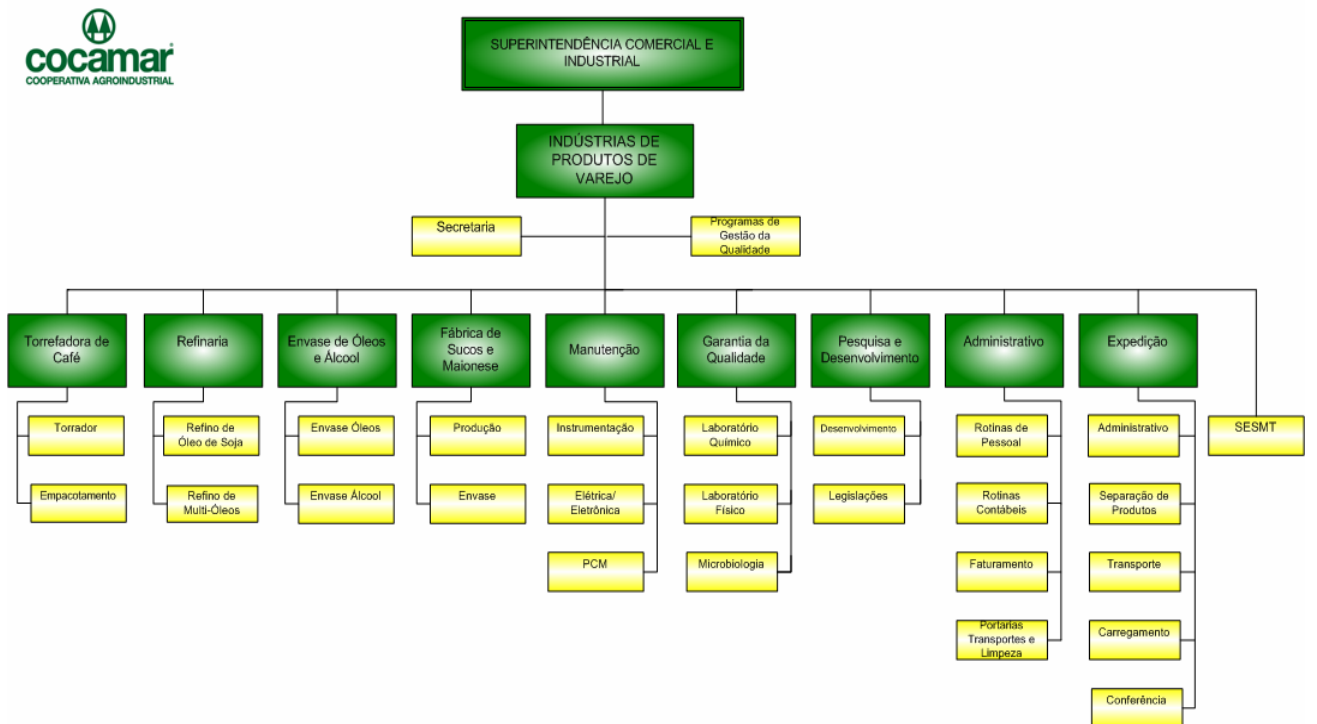 cocamar
COOPERATIVA AGROINDUSTRIAL
SUPERINTENDÊNCIA COMERCIAL E
INDUSTRIAL
INDÚSTRIAS DE
PRODUTOS DE
VAREJO
Secretaria
Programas de
Gestão da
Qualidade
Torrefadora de
Café
Refinaria
Envase de Óleos
e Álcool
Fábrica de
Sucos e
Maionese
Manutenção
Garantia da
Qualidade
Pesquisa e
Desenvolvimento
Administrativo
Expedição
Torrador
Empacotamento
Refino de
Óleo de Soja
Refino de
Multi-Óleos
Envase Óleos
Envase Álcool
Produção
Envase
Instrumentação
Elétrica/
Eletrônica
PCM
Laboratório
Químico
Laboratório
Físico
Microbiologia
Desenvolvimento
Legislações
Rotinas de
Pessoal
Rotinas
Contábeis
Faturamento
Portarias
Transportes e
Limpeza
Administrativo
Separação de
Produtos
Transporte
Carregamento
Conferência
SESMT